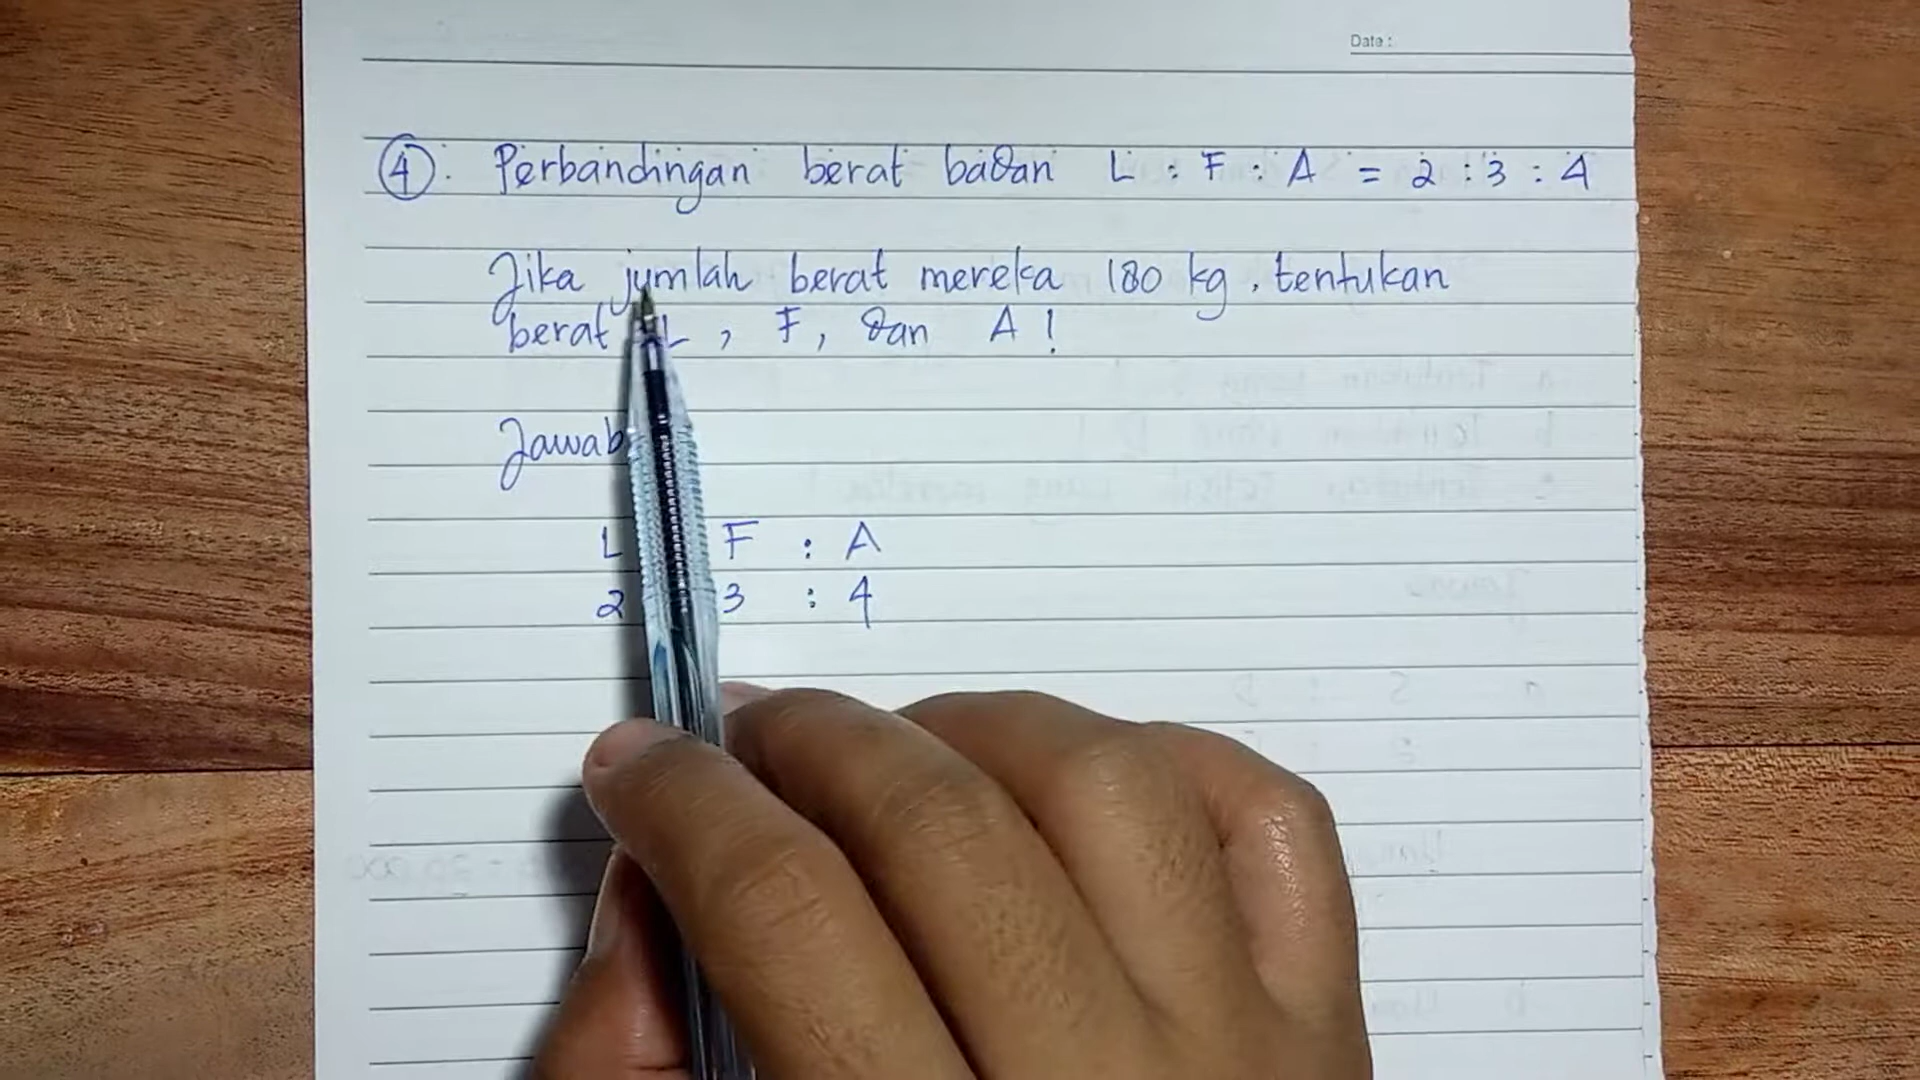 Date :
④. Perbandingan berat badan L : F : A = 2 : 3 : 4
Jika jumlah berat mereka 180 kg, tentukan
berat L, F, dan A !
Jawab
L F : A
2 3 : 4